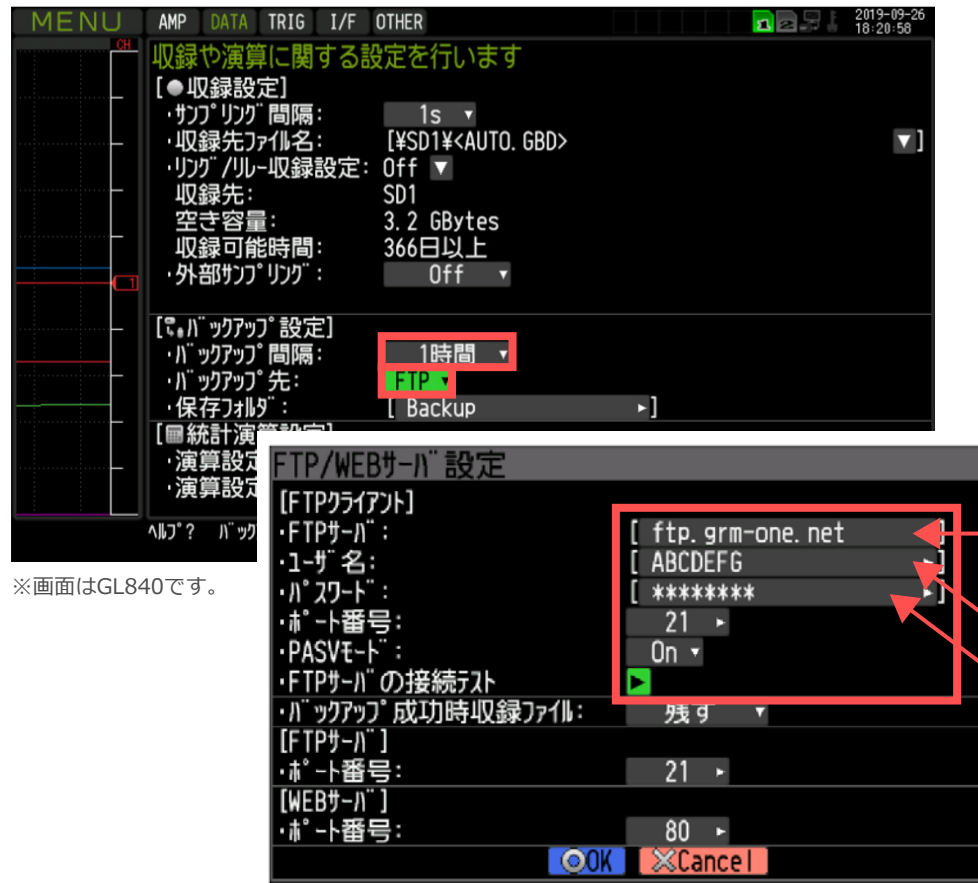 MENU AMP DATA TRIG I/F OTHER 1 2 2019-09-26
18:20:58
CH
収録や演算に関する設定を行います
[●収録設定]
・ｻﾝﾌﾟﾘﾝｸﾞ間隔: 1s ▼
・収録先ﾌｧｲﾙ名: [¥SD1¥<AUTO.GBD> ▼]
・ﾘﾝｸﾞ/ﾘﾚｰ収録設定: Off ▼
収録先: SD1
空き容量: 3.2 GBytes
収録可能時間: 366日以上
・外部ｻﾝﾌﾟﾘﾝｸﾞ: Off ▼
1
[ﾊﾞｯｸｱｯﾌﾟ設定]
・ﾊﾞｯｸｱｯﾌﾟ間隔: 1時間 ▼
・ﾊﾞｯｸｱｯﾌﾟ先: FTP ▼
・保存ﾌｫﾙﾀﾞ: [ Backup ►]
[統計演算設定]
・演算設定
・演算設定
ﾍﾙﾌﾟ? ﾊﾞｯｸ
※画面はGL840です。
FTP/WEBｻｰﾊﾞ設定
[FTPｸﾗｲｱﾝﾄ]
・FTPｻｰﾊﾞ: [ ftp.grm-one.net ]
・ﾕｰｻﾞ名: [ ABCDEFG ►]
・ﾊﾟｽﾜｰﾄﾞ: [ ******** ►]
・ﾎﾟｰﾄ番号: 21 ►
・PASVﾓｰﾄﾞ: On ▼
・FTPｻｰﾊﾞの接続ﾃｽﾄ ►
・ﾊﾞｯｸｱｯﾌﾟ成功時収録ﾌｧｲﾙ: 残す ▼
[FTPｻｰﾊﾞ]
・ﾎﾟｰﾄ番号: 21 ►
[WEBｻｰﾊﾞ]
・ﾎﾟｰﾄ番号: 80 ►
OK Cancel